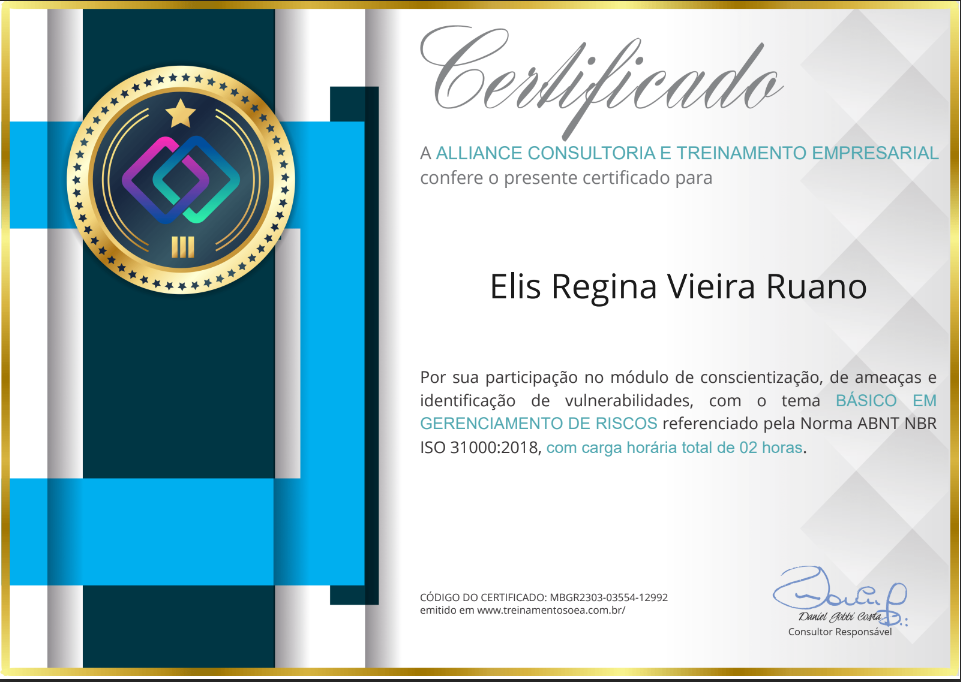 Certificado
A ALLIANCE CONSULTORIA E TREINAMENTO EMPRESARIAL
confere o presente certificado para
Elis Regina Vieira Ruano
Por sua participação no módulo de conscientização, de ameaças e
identificação de vulnerabilidades, com o tema BÁSICO EM
GERENCIAMENTO DE RISCOS referenciado pela Norma ABNT NBR
ISO 31000:2018, com carga horária total de 02 horas.
CÓDIGO DO CERTIFICADO: MBGR2303-03554-12992
emitido em www.treinamentosoea.com.br/
Daniel Gobbi Costa
Consultor Responsável